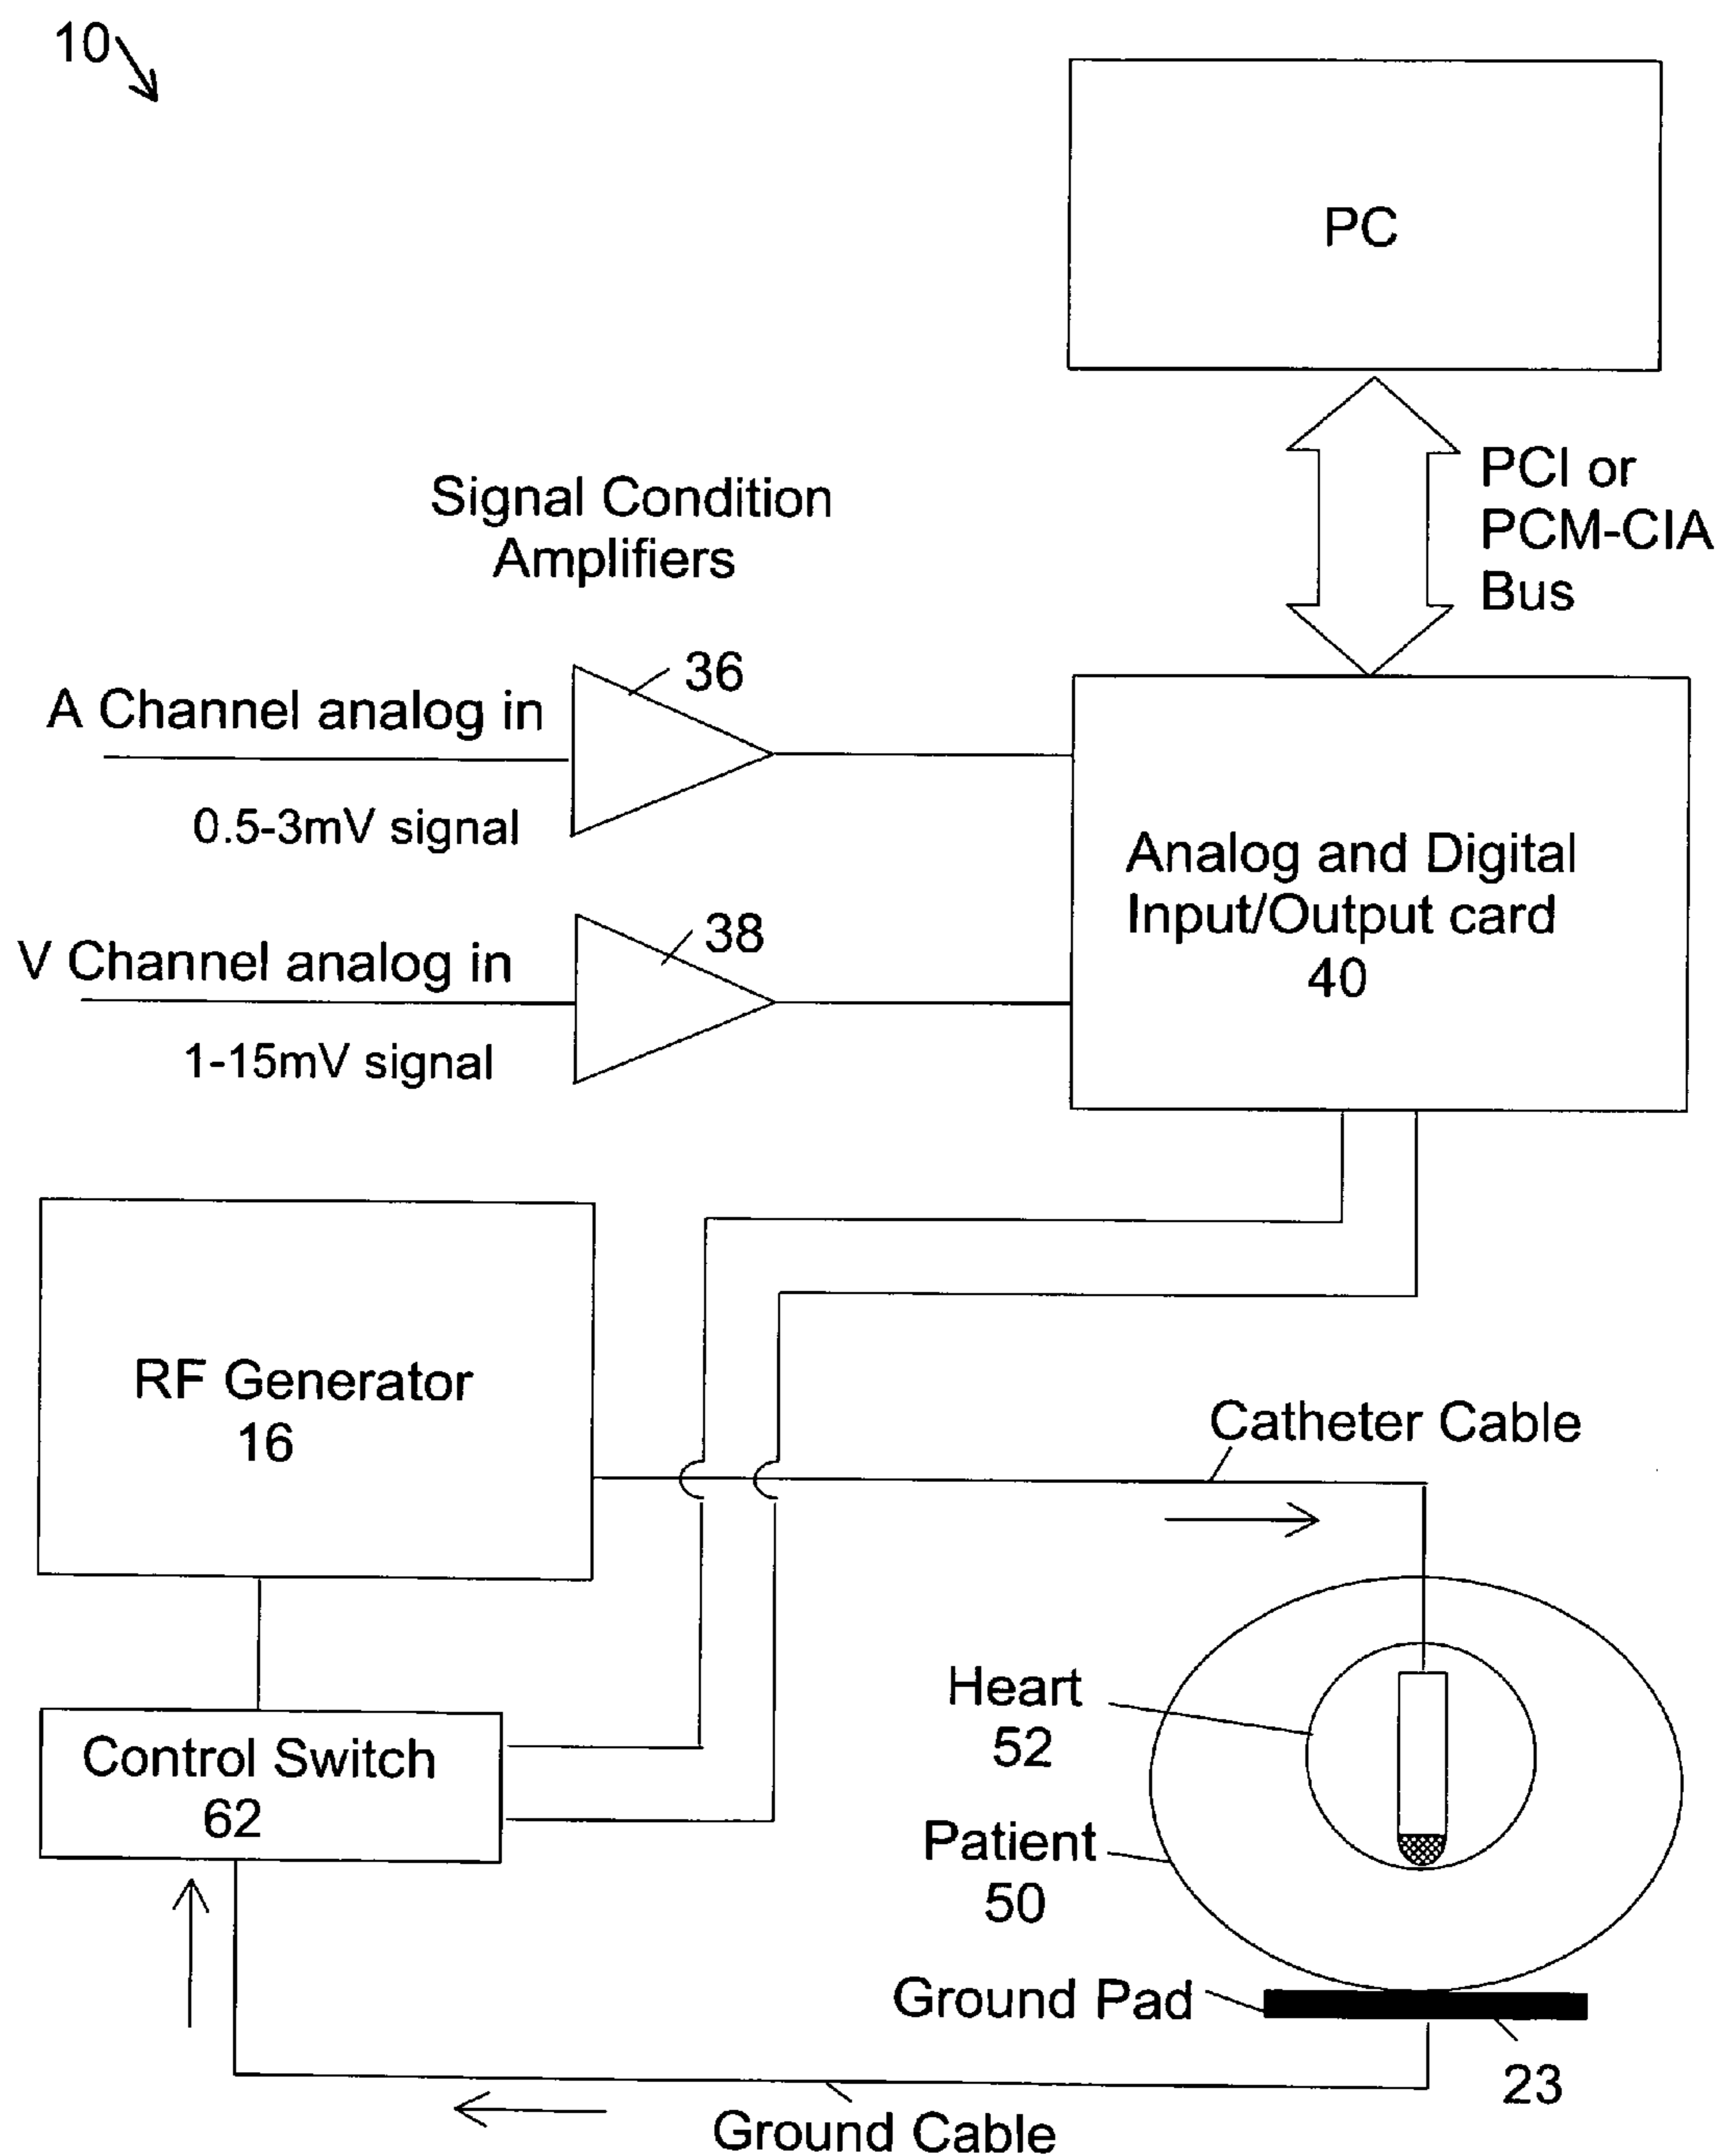 10
PC
PCI or
PCM-CIA
Bus
Signal Condition
Amplifiers
36
A Channel analog in
0.5-3mV signal
38
V Channel analog in
1-15mV signal
Analog and Digital
Input/Output card
40
RF Generator
16
Catheter Cable
Control Switch
62
Heart
52
Patient
50
Ground Pad
23
Ground Cable